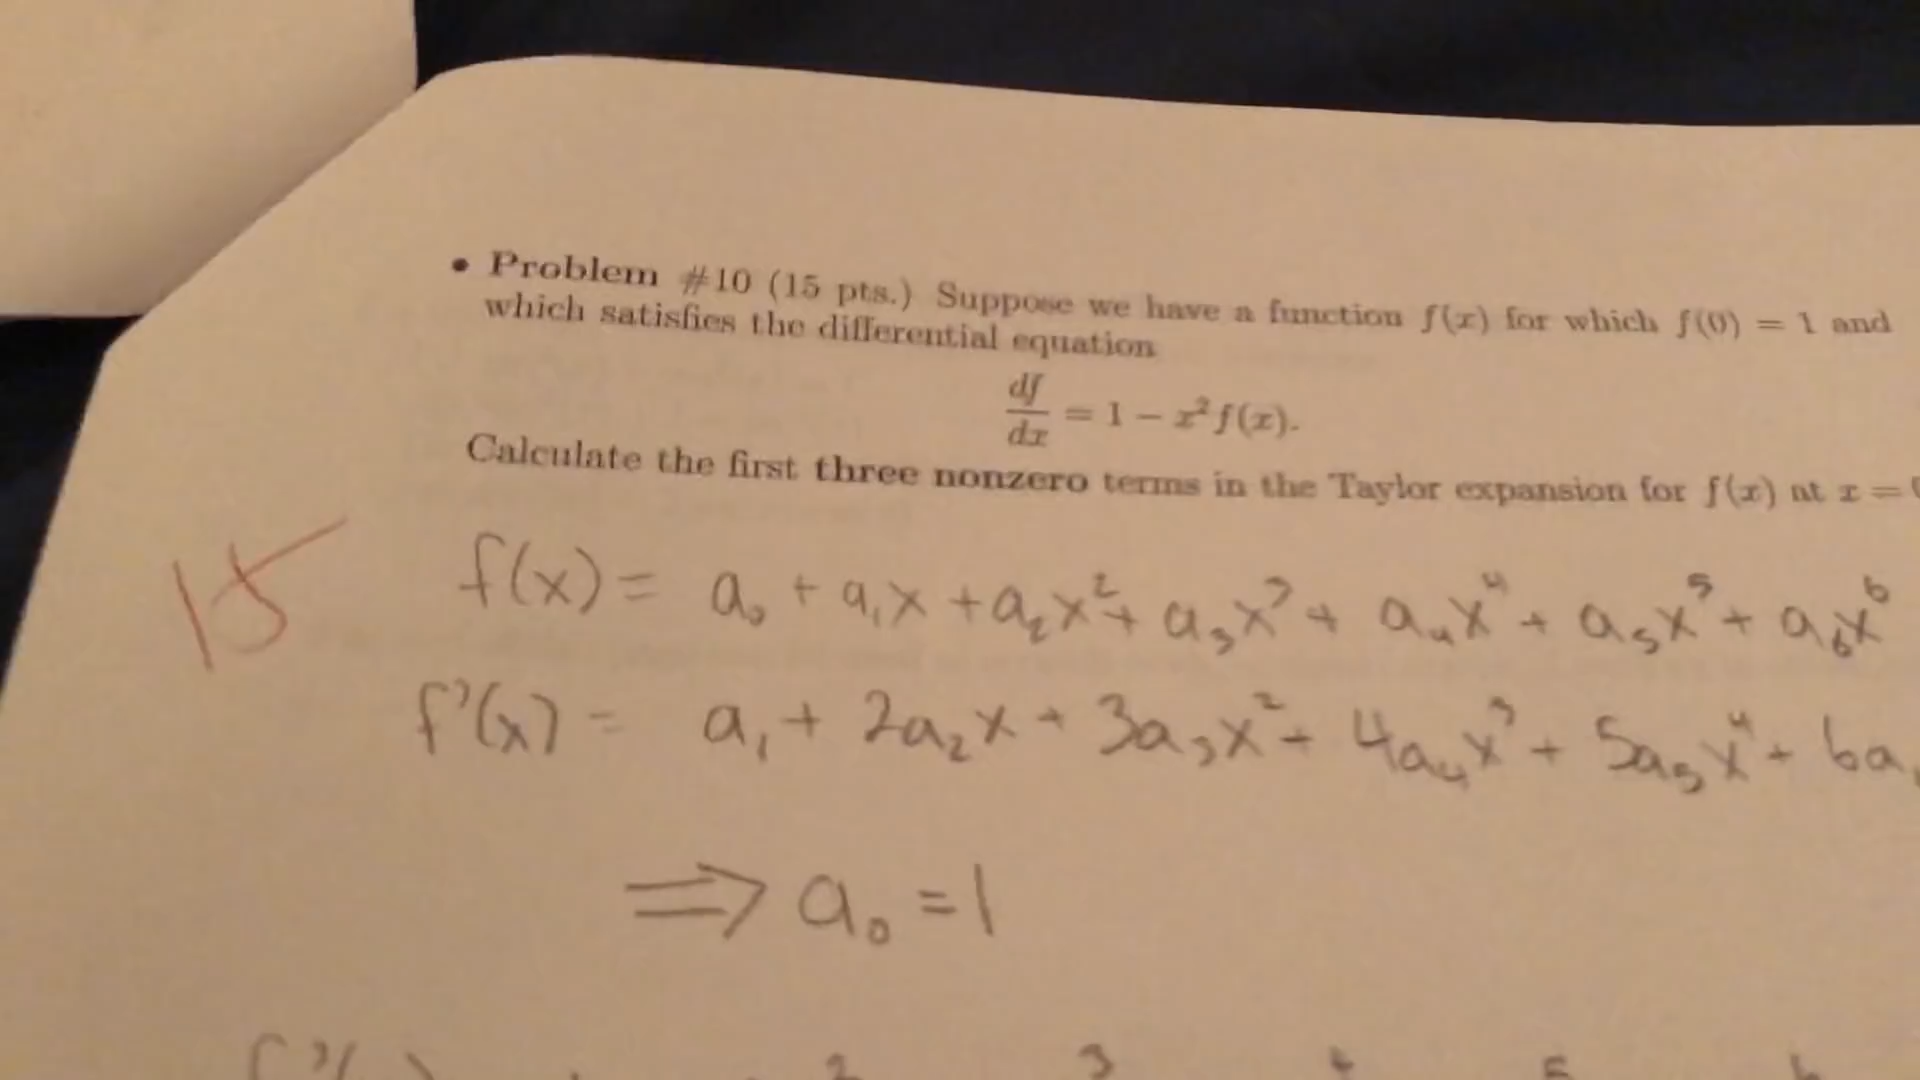 • Problem #10 (15 pts.) Suppose we have a function f(x) for which f(0) = 1 and
which satisfies the differential equation
df/dx = 1 − x²f(x).
Calculate the first three nonzero terms in the Taylor expansion for f(x) at x =
15
f(x) = a₀ + a₁x + a₂x² + a₃x³ + a₄x⁴ + a₅x⁵ + a₆x⁶
f'(x) = a₁ + 2a₂x + 3a₃x² + 4a₄x³ + 5a₅x⁴ + 6a
⟹ a₀ = 1